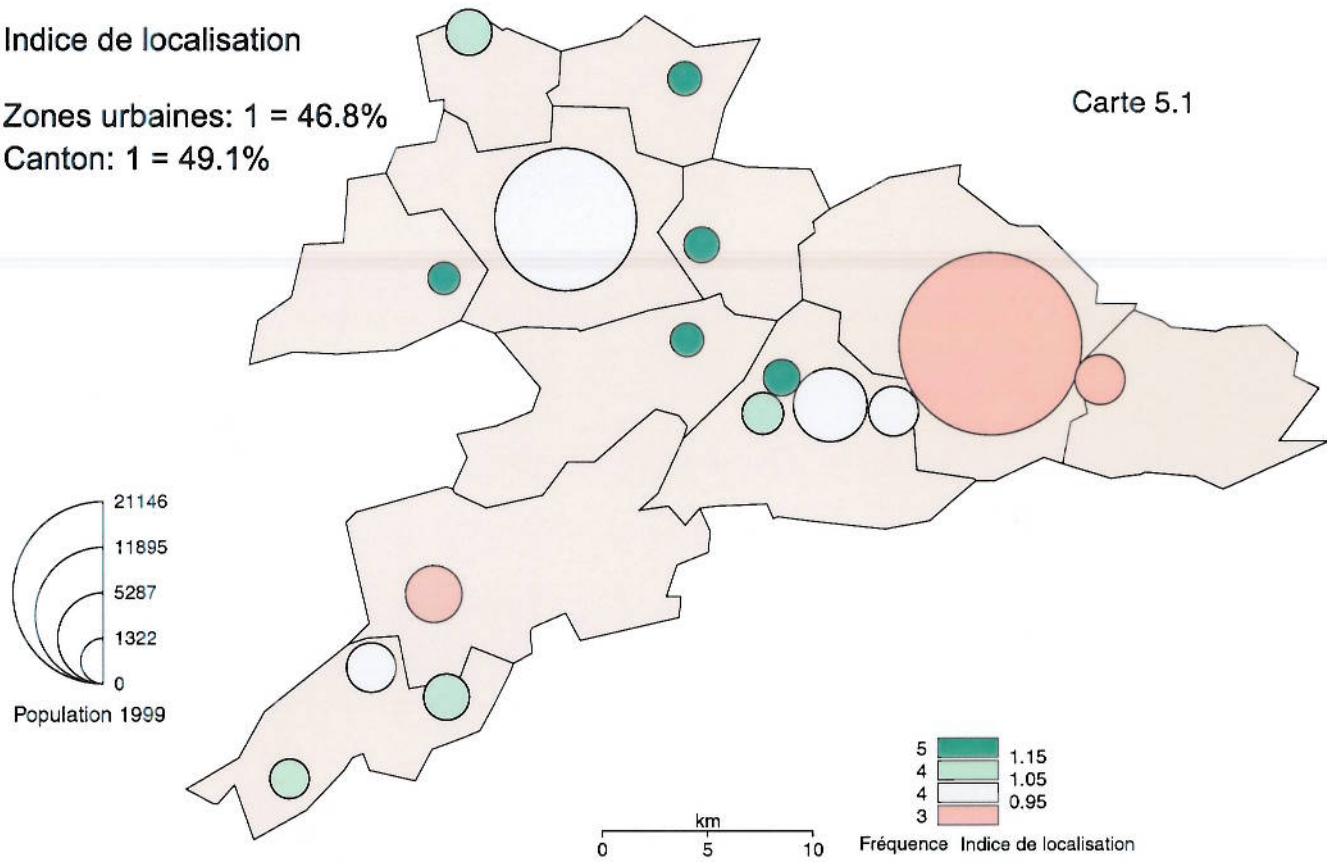 Indice de localisation
Zones urbaines: 1 = 46.8%
Canton: 1 = 49.1%
Carte 5.1
21146
11895
5287
1322
0
Population 1999
km
0 5 10
5
1.15
4
1.05
4
0.95
3
Fréquence Indice de localisation